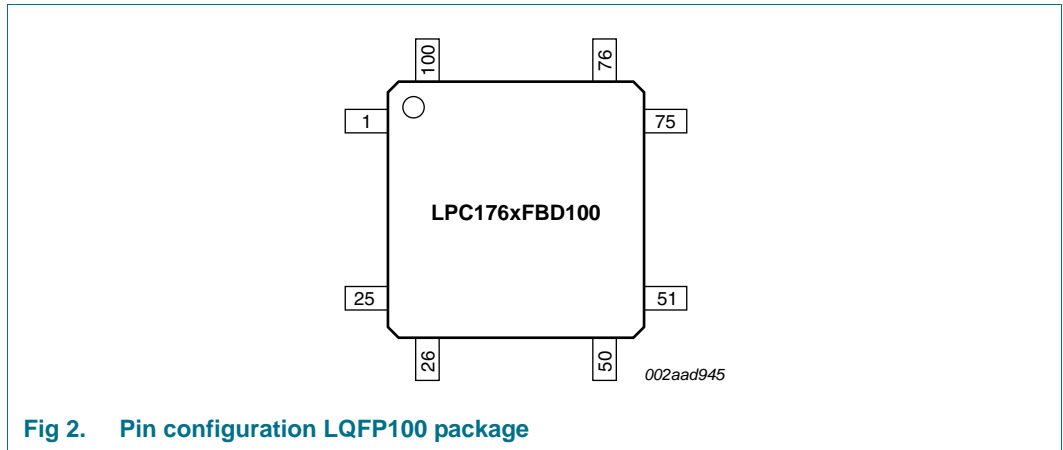 100 76
1 75
LPC176xFBD100
25 51
26 50
002aad945
Fig 2. Pin configuration LQFP100 package